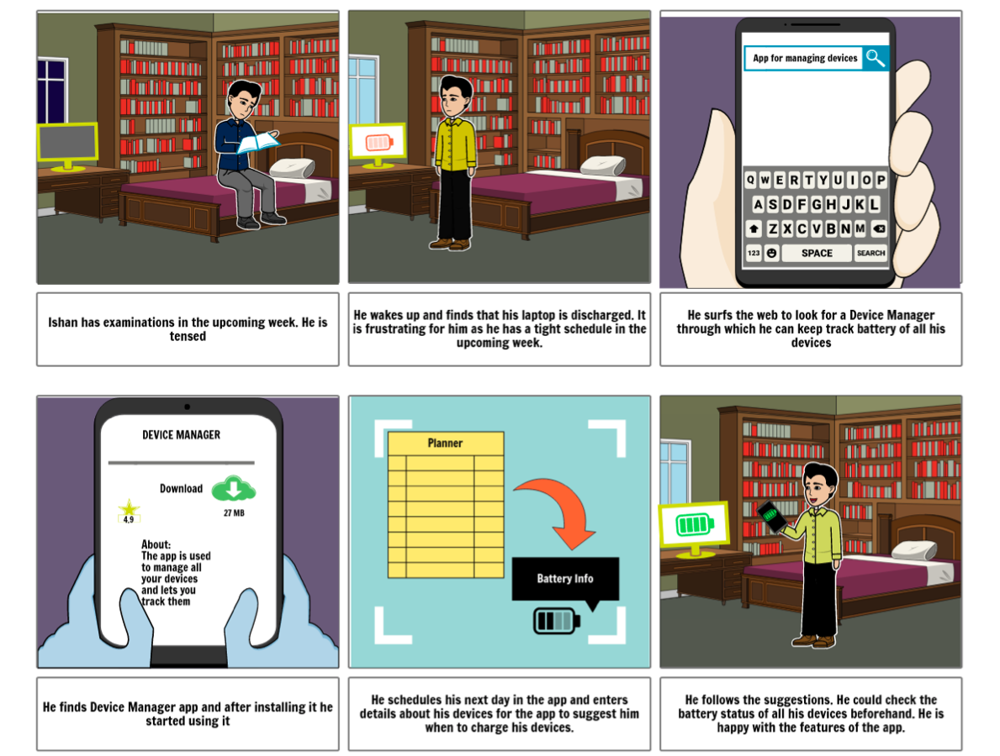 App for managing devices
Q W E R T Y U I O P
A S D F G H J K L
Z X C V B N M
123 SPACE SEARCH
Ishan has examinations in the upcoming week. He is
tensed
He wakes up and finds that his laptop is discharged. It
is frustrating for him as he has a tight schedule in the
upcoming week.
He surfs the web to look for a Device Manager
through which he can keep track battery of all his
devices
DEVICE MANAGER
Download
27 MB
4.9
About:
The app is used
to manage all
your devices
and lets you
track them
Planner
Battery Info
He finds Device Manager app and after installing it he
started using it
He schedules his next day in the app and enters
details about his devices for the app to suggest him
when to charge his devices.
He follows the suggestions. He could check the
battery status of all his devices beforehand. He is
happy with the features of the app.